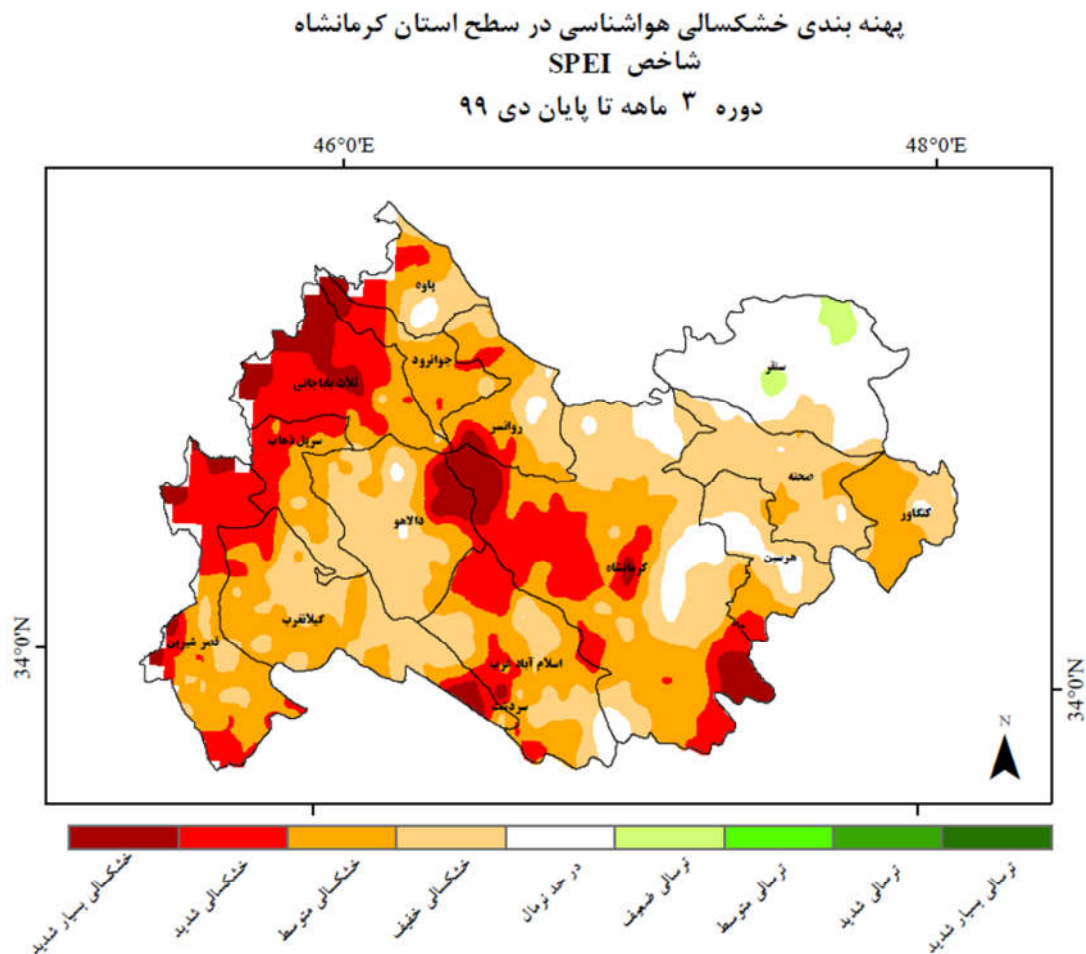 پهنه بندی خشکسالی هواشناسی در سطح استان کرمانشاه
شاخص SPEI
دوره ۳ ماهه تا پایان دی ۹۹
46°0'E
48°0'E
پاوه
جوانرود
سنقر
ثلاث باباجانی
سرپل ذهاب
روانسر
صحنه
کنگاور
دالاهو
کرمانشاه
هرسین
گیلانغرب
قصر شیرین
اسلام آباد غرب
34°0'N
34°0'N
N
خشکسالی بسیار شدید
خشکسالی شدید
خشکسالی متوسط
خشکسالی خفیف
در حد نرمال
ترسالی ضعیف
ترسالی متوسط
ترسالی شدید
ترسالی بسیار شدید